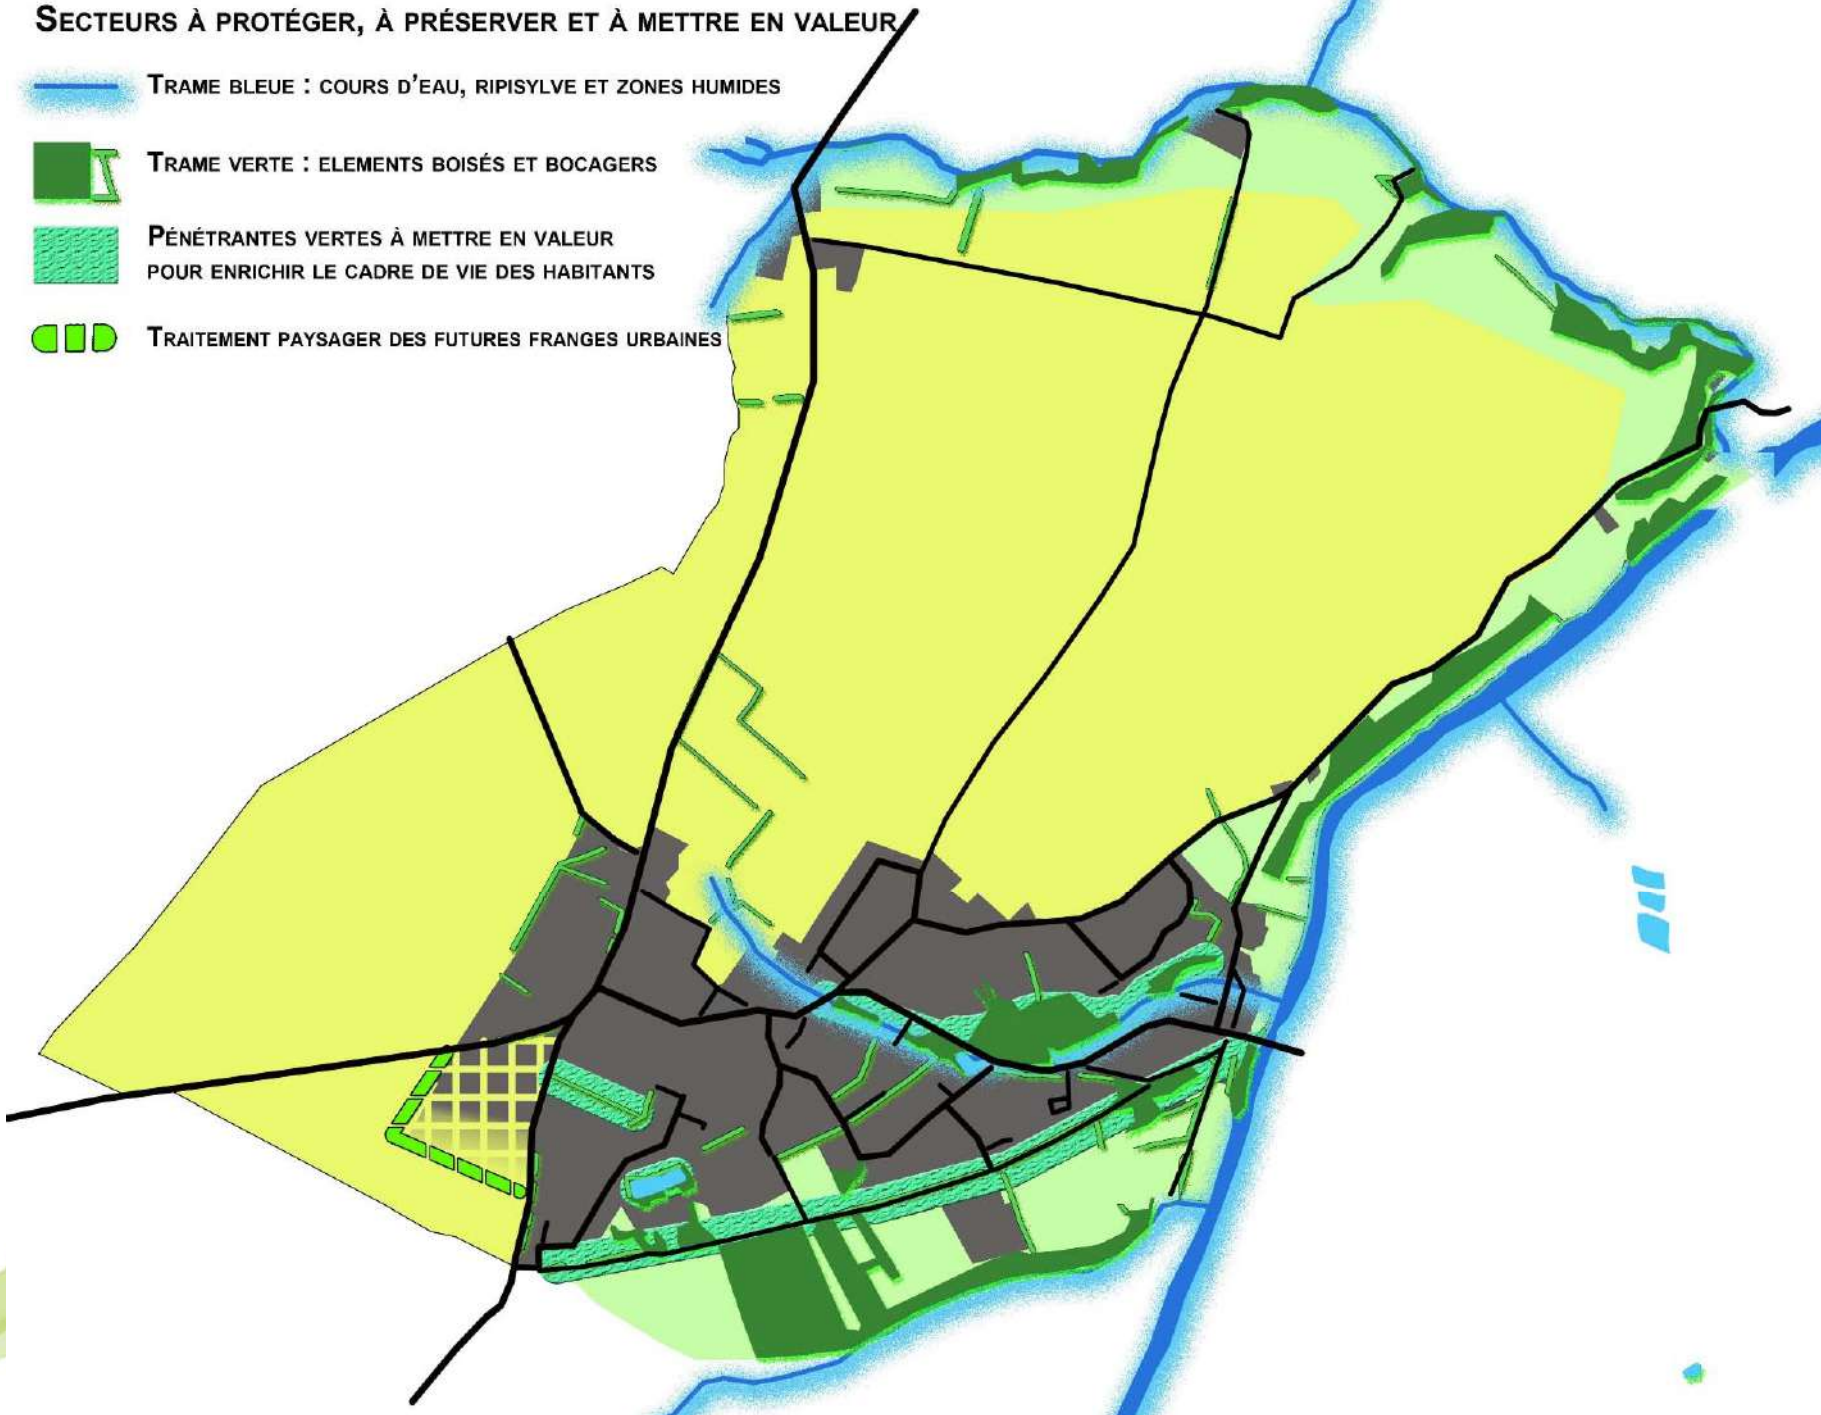 SECTEURS À PROTÉGER, À PRÉSERVER ET À METTRE EN VALEUR
TRAME BLEUE : COURS D'EAU, RIPISYLVE ET ZONES HUMIDES
TRAME VERTE : ELEMENTS BOISÉS ET BOCAGERS
PÉNÉTRANTES VERTES À METTRE EN VALEUR
POUR ENRICHIR LE CADRE DE VIE DES HABITANTS
TRAITEMENT PAYSAGER DES FUTURES FRANGES URBAINES